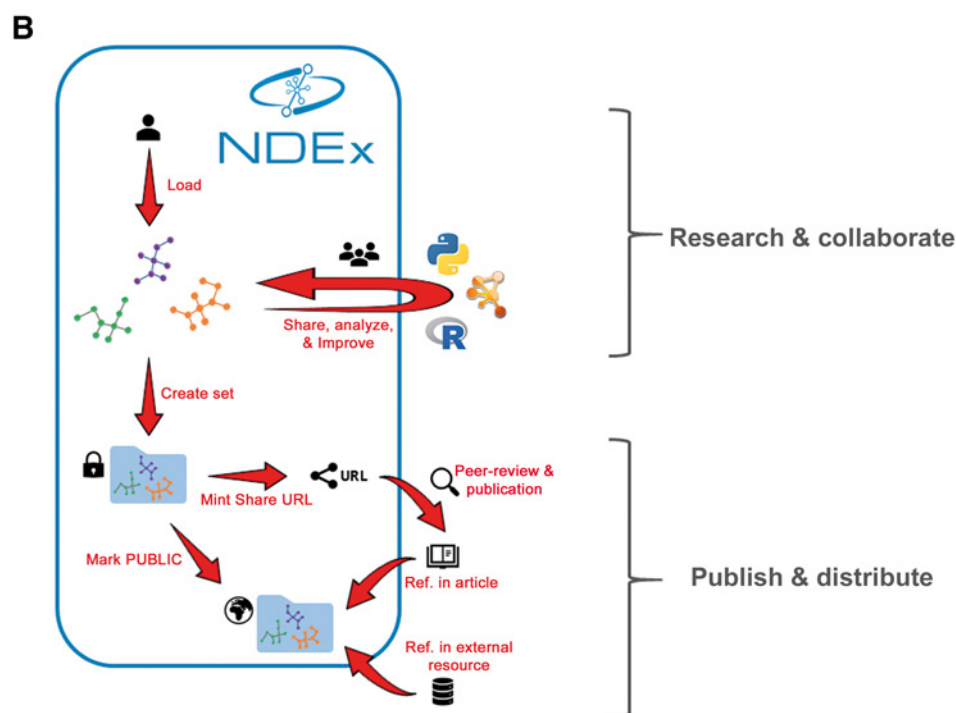 B
NDEx
Load
Share, analyze,
& Improve
R
Research & collaborate
Create set
URL
Peer-review &
publication
Mint Share URL
Mark PUBLIC
Ref. in article
Publish & distribute
Ref. in external
resource